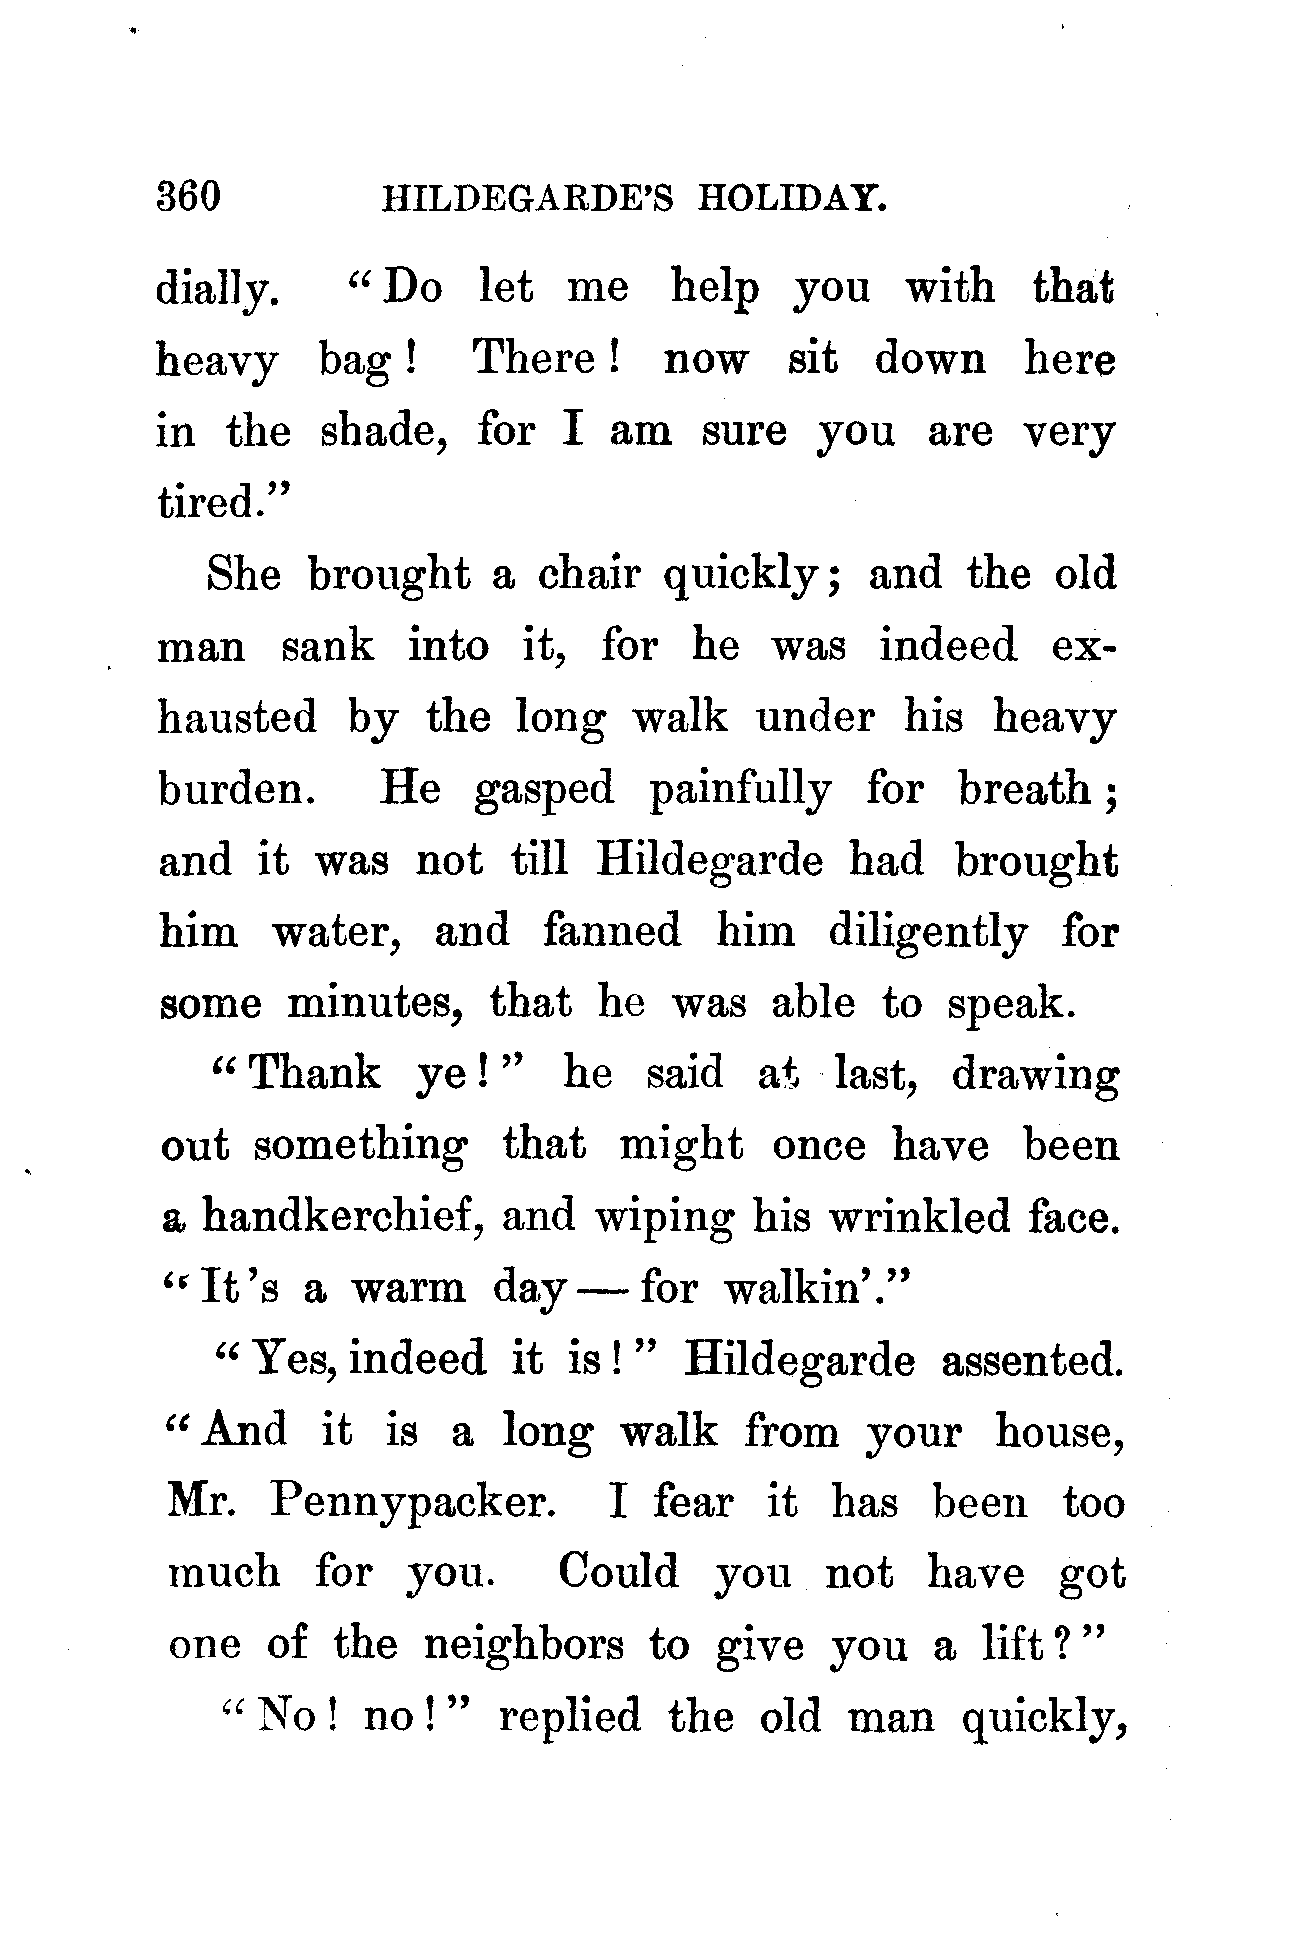 360 HILDEGARDE'S HOLIDAY.
dially. "Do let me help you with that
heavy bag! There! now sit down here
in the shade, for I am sure you are very
tired."
She brought a chair quickly; and the old
man sank into it, for he was indeed ex-
hausted by the long walk under his heavy
burden. He gasped painfully for breath;
and it was not till Hildegarde had brought
him water, and fanned him diligently for
some minutes, that he was able to speak.
"Thank ye!" he said at last, drawing
out something that might once have been
a handkerchief, and wiping his wrinkled face.
"It's a warm day — for walkin'."
"Yes, indeed it is!" Hildegarde assented.
"And it is a long walk from your house,
Mr. Pennypacker. I fear it has been too
much for you. Could you not have got
one of the neighbors to give you a lift?"
"No! no!" replied the old man quickly,